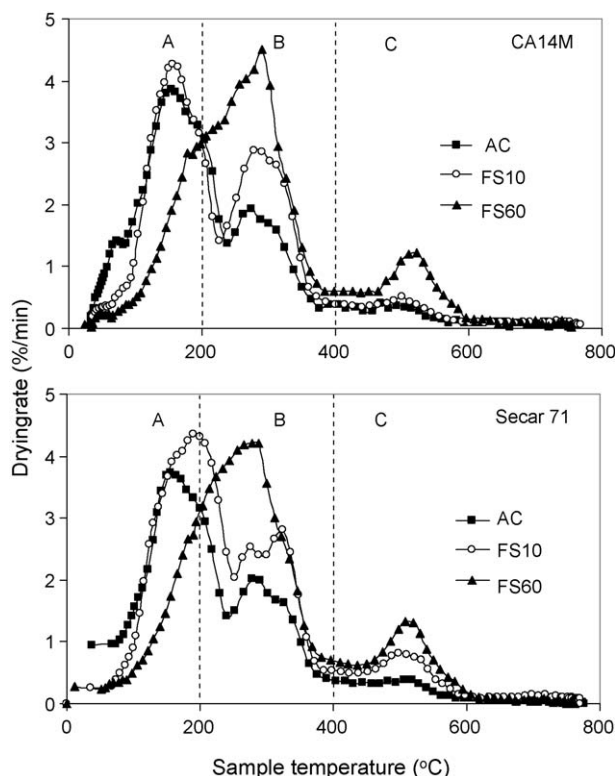 5
A
B
C
CA14M
4
3
AC
FS10
2
FS60
1
0
0
200
400
600
800
Dryingrate (%/min)
5
A
B
C
Secar 71
4
3
AC
FS10
2
FS60
1
0
0
200
400
600
800
Sample temperature (°C)